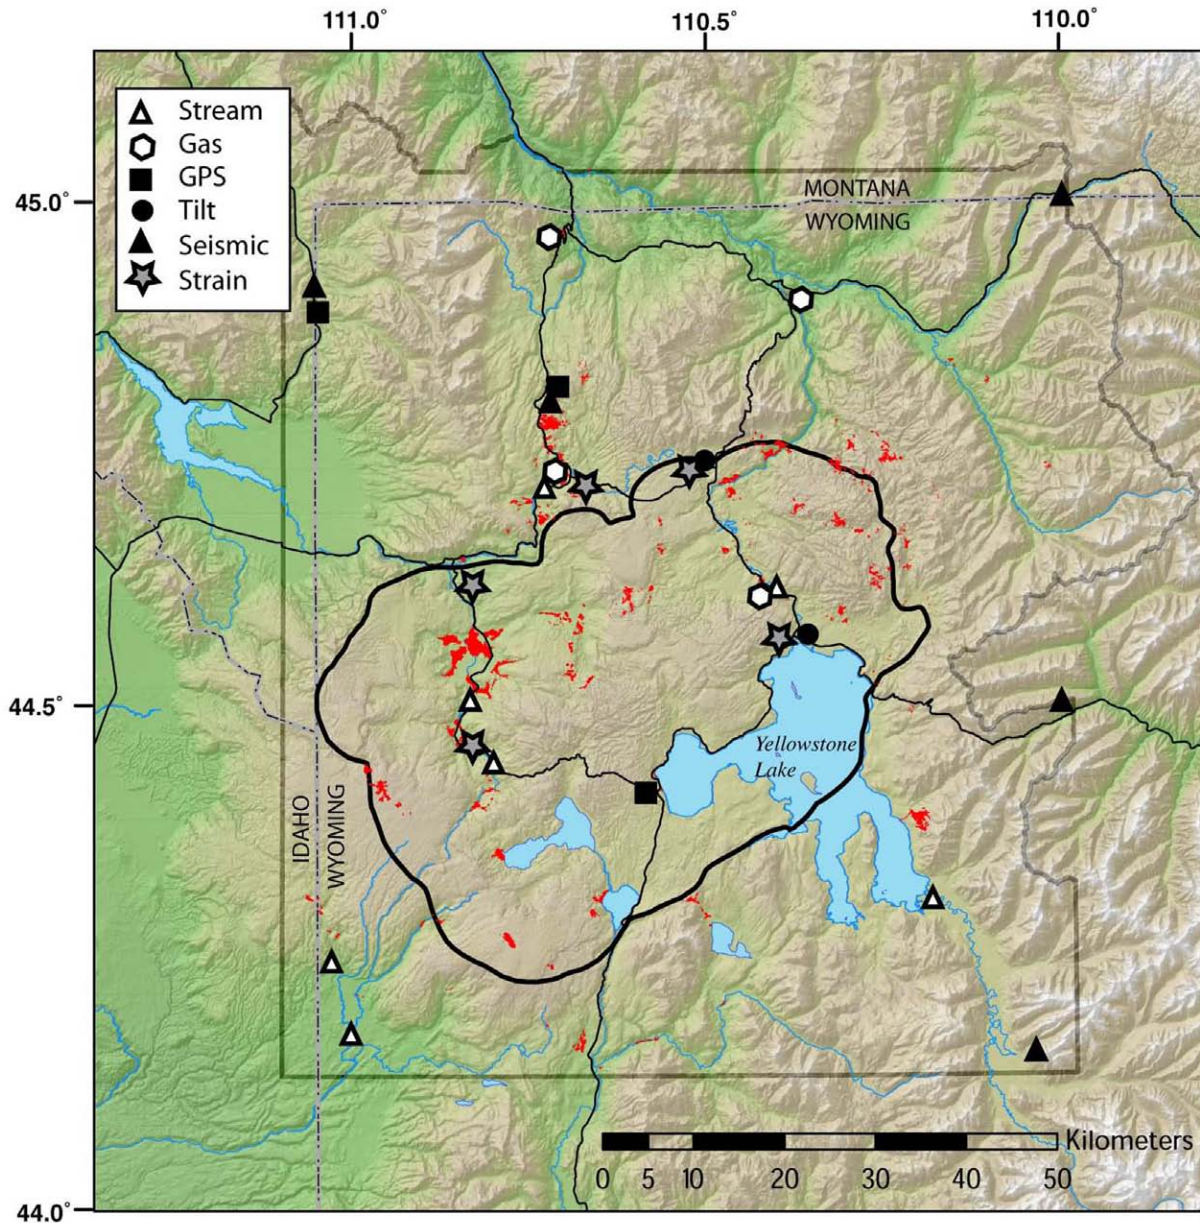 111.0°
110.5°
110.0°
Stream
Gas
GPS
Tilt
Seismic
Strain
45.0°
MONTANA
WYOMING
44.5°
Yellowstone
Lake
IDAHO
WYOMING
Kilometers
0 5 10 20 30 40 50
44.0°